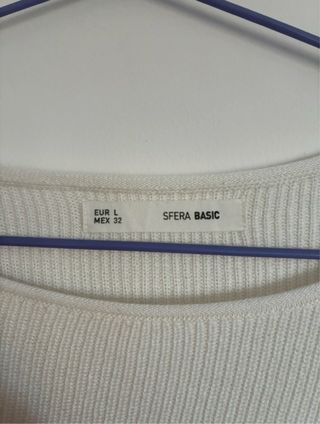 EUR L
MEX 32
SFERA BASIC